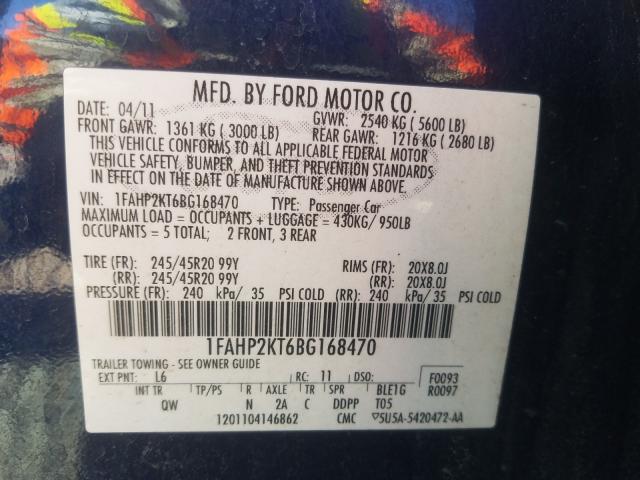 MFD. BY FORD MOTOR CO.
DATE: 04/11 GVWR: 2540 KG ( 5600 LB)
FRONT GAWR: 1361 KG ( 3000 LB) REAR GAWR: 1216 KG ( 2680 LB)
THIS VEHICLE CONFORMS TO ALL APPLICABLE FEDERAL MOTOR
VEHICLE SAFETY, BUMPER, AND THEFT PREVENTION STANDARDS
IN EFFECT ON THE DATE OF MANUFACTURE SHOWN ABOVE.
VIN: 1FAHP2KT6BG168470 TYPE: Passenger Car
MAXIMUM LOAD = OCCUPANTS + LUGGAGE = 430KG/ 950LB
OCCUPANTS = 5 TOTAL; 2 FRONT, 3 REAR
TIRE (FR): 245/45R20 99Y RIMS (FR): 20X8.0J
(RR): 245/45R20 99Y (RR): 20X8.0J
PRESSURE (FR): 240 kPa/ 35 PSI COLD (RR): 240 kPa/ 35 PSI COLD
1FAHP2KT6BG168470
TRAILER TOWING - SEE OWNER GUIDE
EXT PNT: L6 RC: 11 DSO: F0093
INT TR TP/PS R AXLE TR SPR BLE1G R0097
QW N 2A C DDPP T05
1201104146862 CMC ▽5U5A-5420472-AA